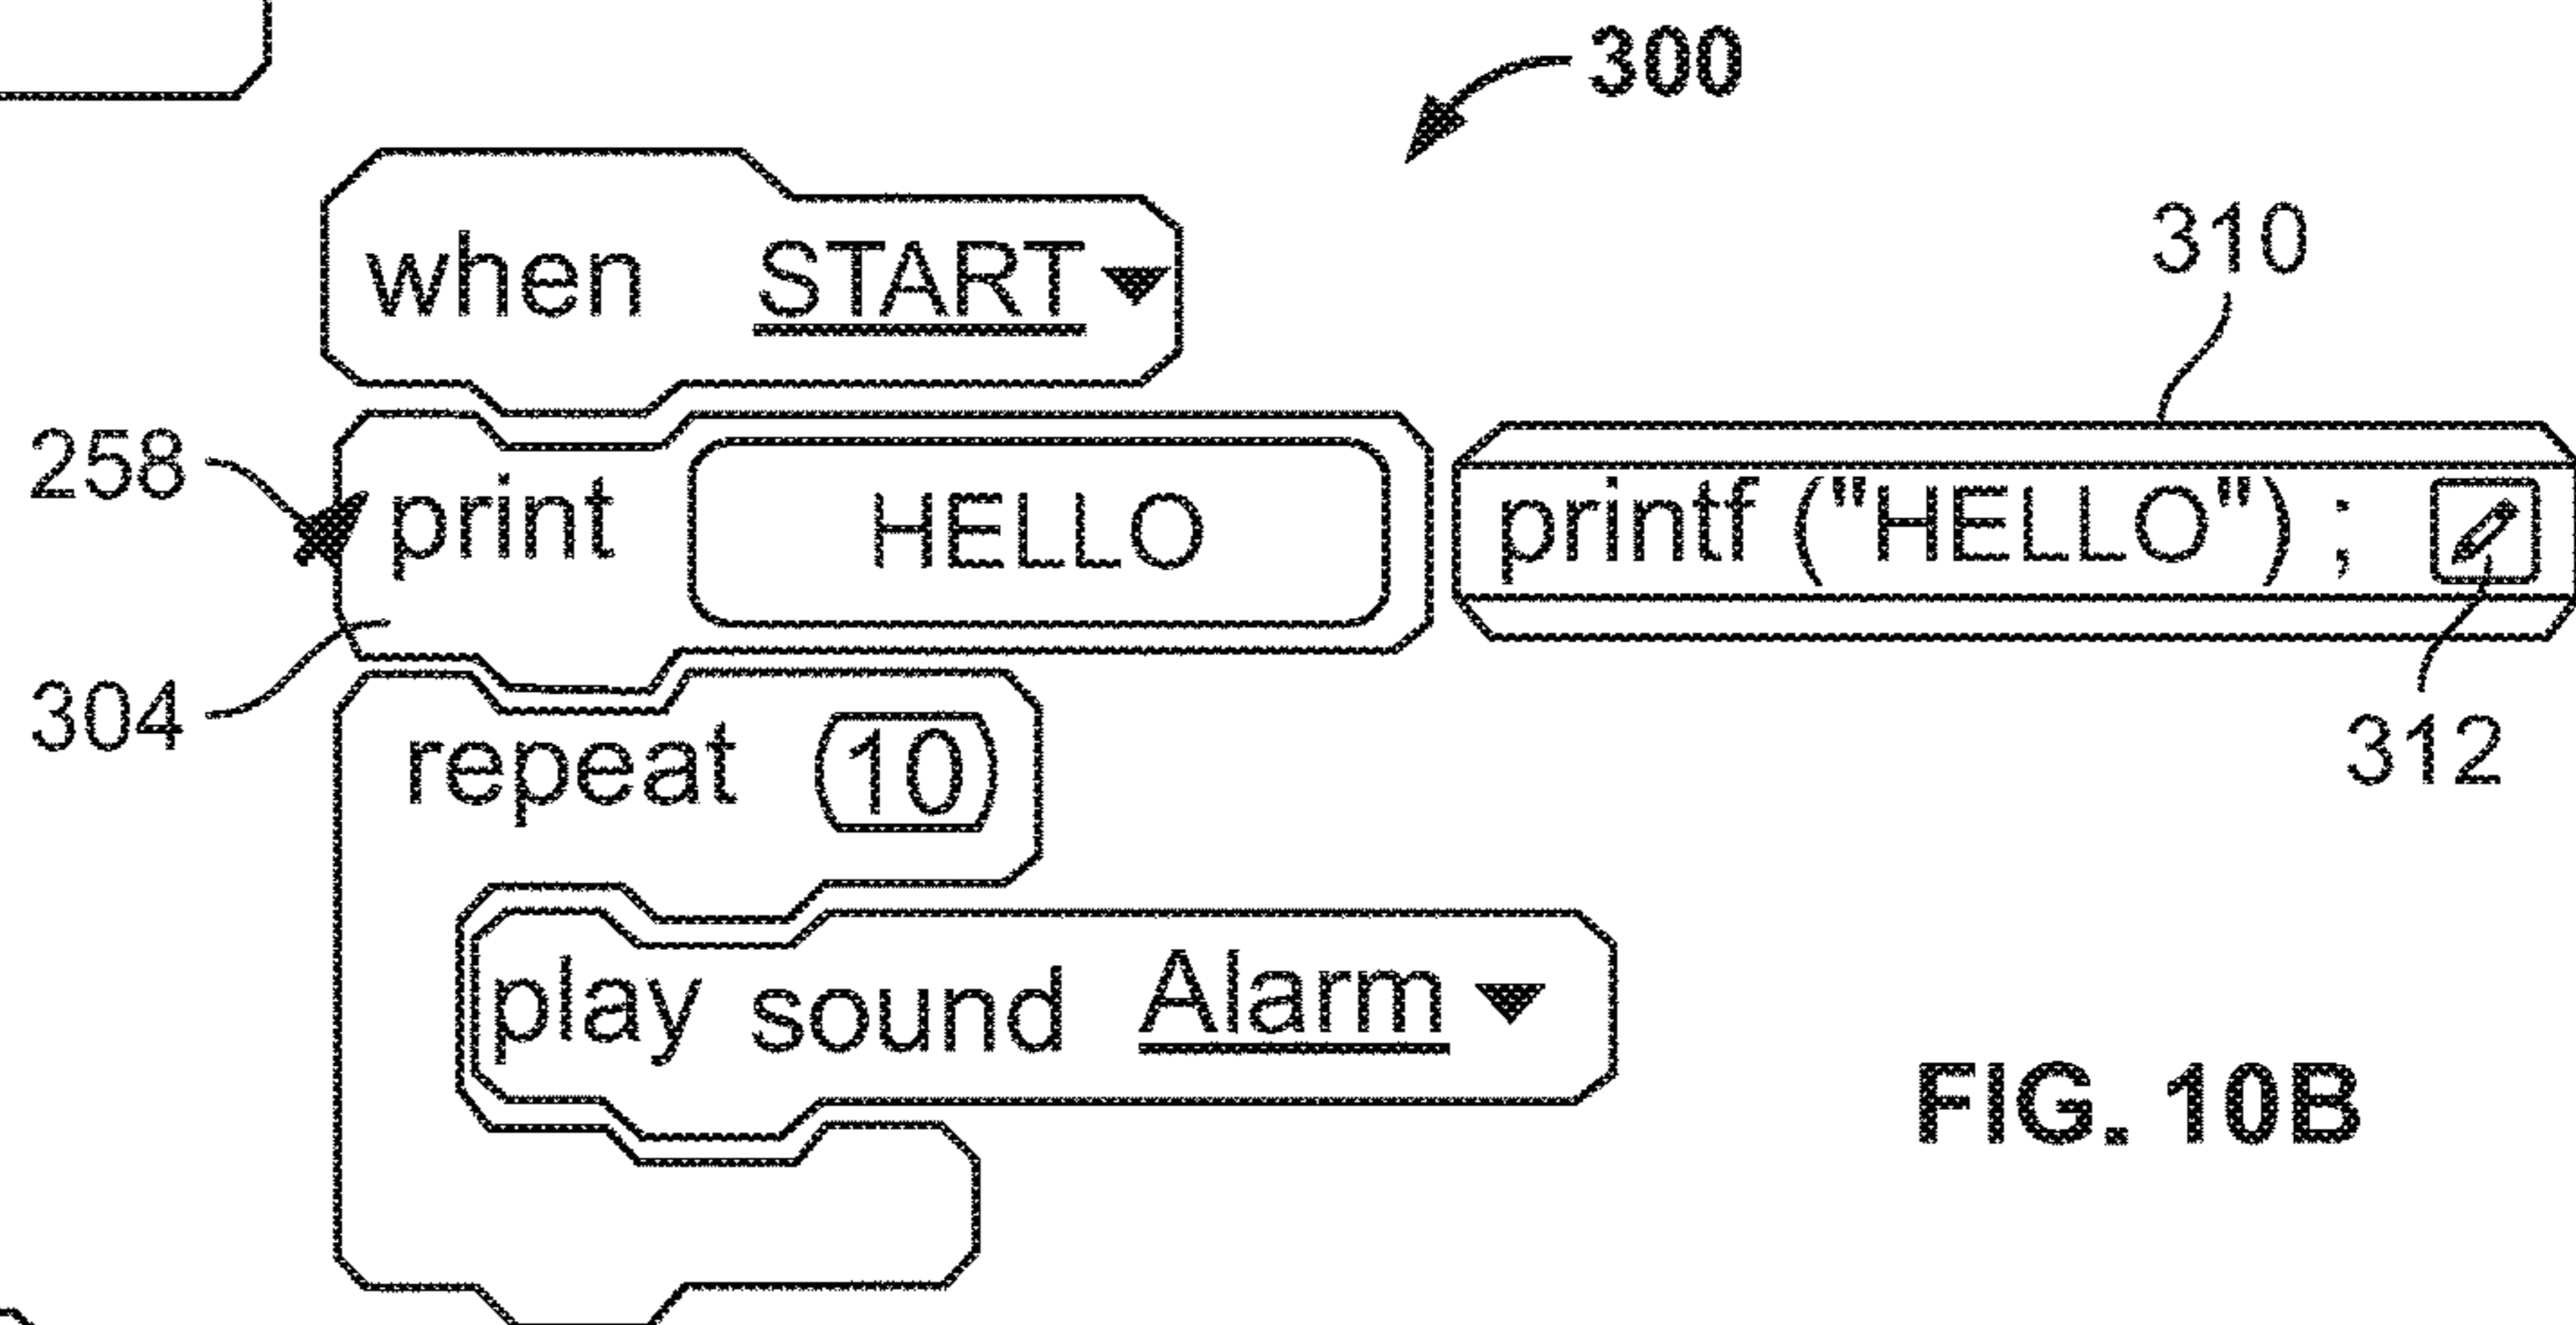 300
when START
310
258
print HELLO printf ("HELLO") ;
304
repeat 10
312
play sound Alarm
FIG. 10B